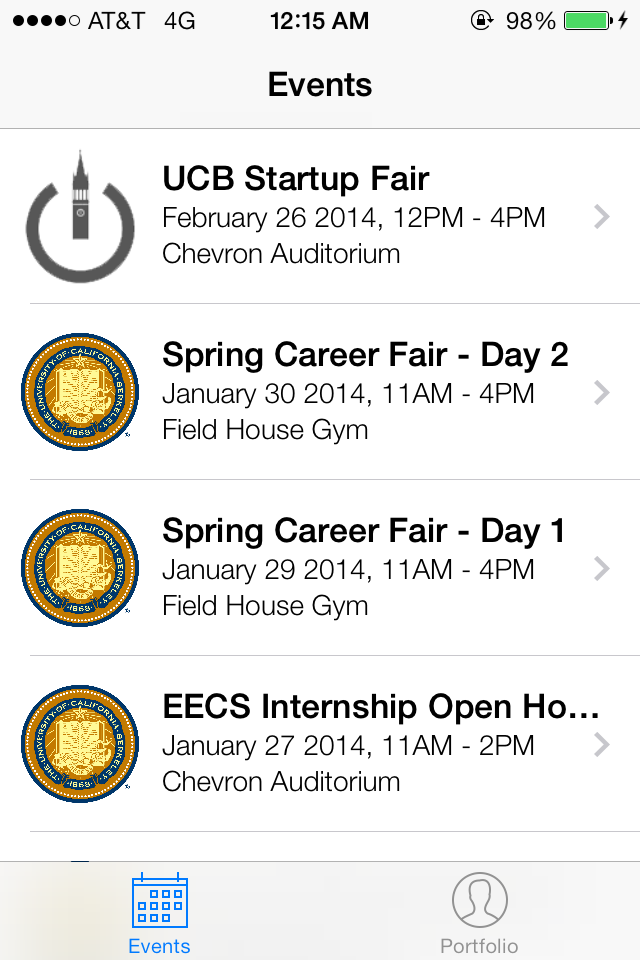 AT&T 4G 12:15 AM 98%
Events
UCB Startup Fair
February 26 2014, 12PM - 4PM
Chevron Auditorium
Spring Career Fair - Day 2
January 30 2014, 11AM - 4PM
Field House Gym
Spring Career Fair - Day 1
January 29 2014, 11AM - 4PM
Field House Gym
EECS Internship Open Ho...
January 27 2014, 11AM - 2PM
Chevron Auditorium
THE·UNIVERSITY·OF·CALIFORNIA·BERKELEY
·1868·
THE·UNIVERSITY·OF·CALIFORNIA·BERKELEY
·1868·
THE·UNIVERSITY·OF·CALIFORNIA·BERKELEY
·1868·
Events
Portfolio